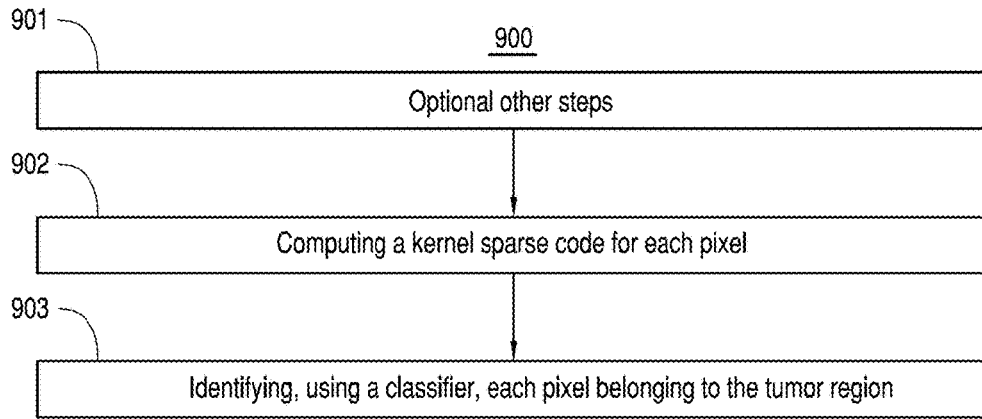 901
900
Optional other steps
902
Computing a kernel sparse code for each pixel
903
Identifying, using a classifier, each pixel belonging to the tumor region